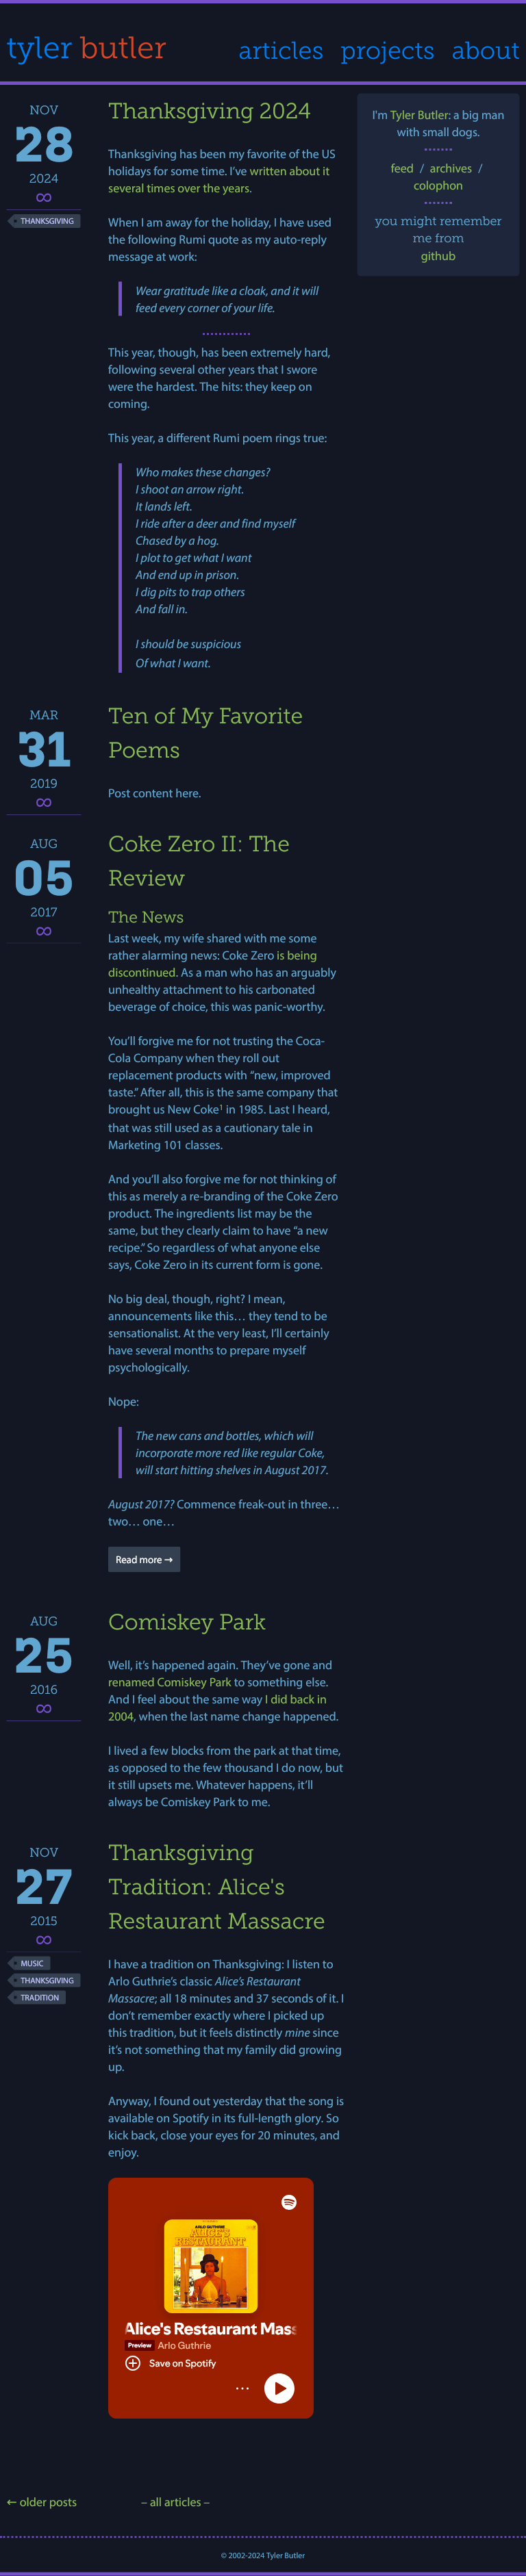 tyler butler
articles projects about
NOV
28
2024
∞
THANKSGIVING
Thanksgiving 2024
Thanksgiving has been my favorite of the US
holidays for some time. I've written about it
several times over the years.
When I am away for the holiday, I have used
the following Rumi quote as my auto-reply
message at work:
Wear gratitude like a cloak, and it will
feed every corner of your life.
This year, though, has been extremely hard,
following several other years that I swore
were the hardest. The hits: they keep on
coming.
This year, a different Rumi poem rings true:
Who makes these changes?
I shoot an arrow right.
It lands left.
I ride after a deer and find myself
Chased by a hog.
I plot to get what I want
And end up in prison.
I dig pits to trap others
And fall in.
I should be suspicious
Of what I want.
I'm Tyler Butler: a big man
with small dogs.
feed / archives /
colophon
you might remember
me from
github
MAR
31
2019
∞
Ten of My Favorite
Poems
Post content here.
AUG
05
2017
∞
Coke Zero II: The
Review
The News
Last week, my wife shared with me some
rather alarming news: Coke Zero is being
discontinued. As a man who has an arguably
unhealthy attachment to his carbonated
beverage of choice, this was panic-worthy.
You'll forgive me for not trusting the Coca-
Cola Company when they roll out
replacement products with “new, improved
taste.” After all, this is the same company that
brought us New Coke¹ in 1985. Last I heard,
that was still used as a cautionary tale in
Marketing 101 classes.
And you'll also forgive me for not thinking of
this as merely a re-branding of the Coke Zero
product. The ingredients list may be the
same, but they clearly claim to have “a new
recipe.” So regardless of what anyone else
says, Coke Zero in its current form is gone.
No big deal, though, right? I mean,
announcements like this… they tend to be
sensationalist. At the very least, I'll certainly
have several months to prepare myself
psychologically.
Nope:
The new cans and bottles, which will
incorporate more red like regular Coke,
will start hitting shelves in August 2017.
August 2017? Commence freak-out in three…
two… one…
Read more →
AUG
25
2016
∞
Comiskey Park
Well, it's happened again. They've gone and
renamed Comiskey Park to something else.
And I feel about the same way I did back in
2004, when the last name change happened.
I lived a few blocks from the park at that time,
as opposed to the few thousand I do now, but
it still upsets me. Whatever happens, it'll
always be Comiskey Park to me.
NOV
27
2015
∞
MUSIC
THANKSGIVING
TRADITION
Thanksgiving
Tradition: Alice's
Restaurant Massacre
I have a tradition on Thanksgiving: I listen to
Arlo Guthrie's classic Alice's Restaurant
Massacre; all 18 minutes and 37 seconds of it. I
don't remember exactly where I picked up
this tradition, but it feels distinctly mine since
it's not something that my family did growing
up.
Anyway, I found out yesterday that the song is
available on Spotify in its full-length glory. So
kick back, close your eyes for 20 minutes, and
enjoy.
ARLO GUTHRIE
ALICE'S
RESTAURANT
Alice's Restaurant Mass
Preview Arlo Guthrie
Save on Spotify
← older posts
– all articles –
© 2002-2024 Tyler Butler